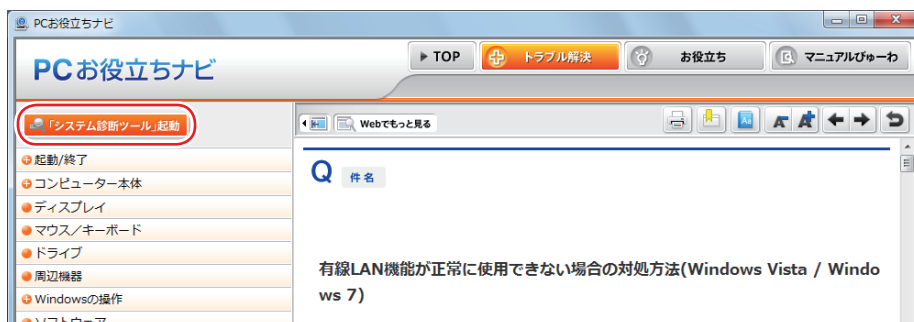 PCお役立ちナビ
PCお役立ちナビ
TOP
トラブル解決
お役立ち
マニュアルびゅーわ
「システム診断ツール」起動
Webでもっと見る
起動/終了
コンピューター本体
ディスプレイ
マウス/キーボード
ドライブ
周辺機器
Windowsの操作
ソフトウェア
Q 件名
有線LAN機能が正常に使用できない場合の対処方法(Windows Vista / Windo
ws 7)